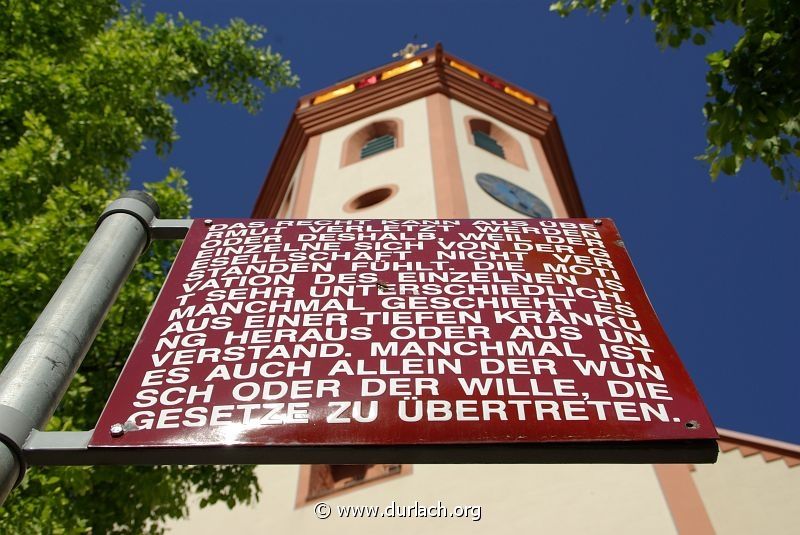 DAS RECHT KANN AUS A
RMUT VERLETZT WERDEN
ODER DESHALB, WEIL DER
EINZELNE SICH VON DER G
ESELLSCHAFT NICHT VER
STANDEN FÜHLT. DIE MOTI
VATION DES EINZELNEN IS
T SEHR UNTERSCHIEDLICH.
MANCHMAL GESCHIEHT ES
AUS EINER TIEFEN KRÄNKU
NG HERAUS ODER AUS UN
VERSTAND. MANCHMAL IST
ES AUCH ALLEIN DER WUN
SCH ODER DER WILLE, DIE
GESETZE ZU ÜBERTRETEN.
© www.durlach.org